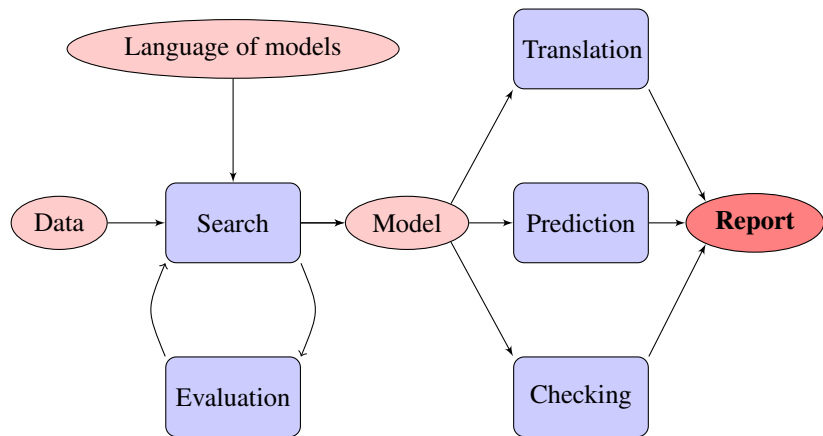 Language of models
Translation
Data
Search
Model
Prediction
Report
Evaluation
Checking